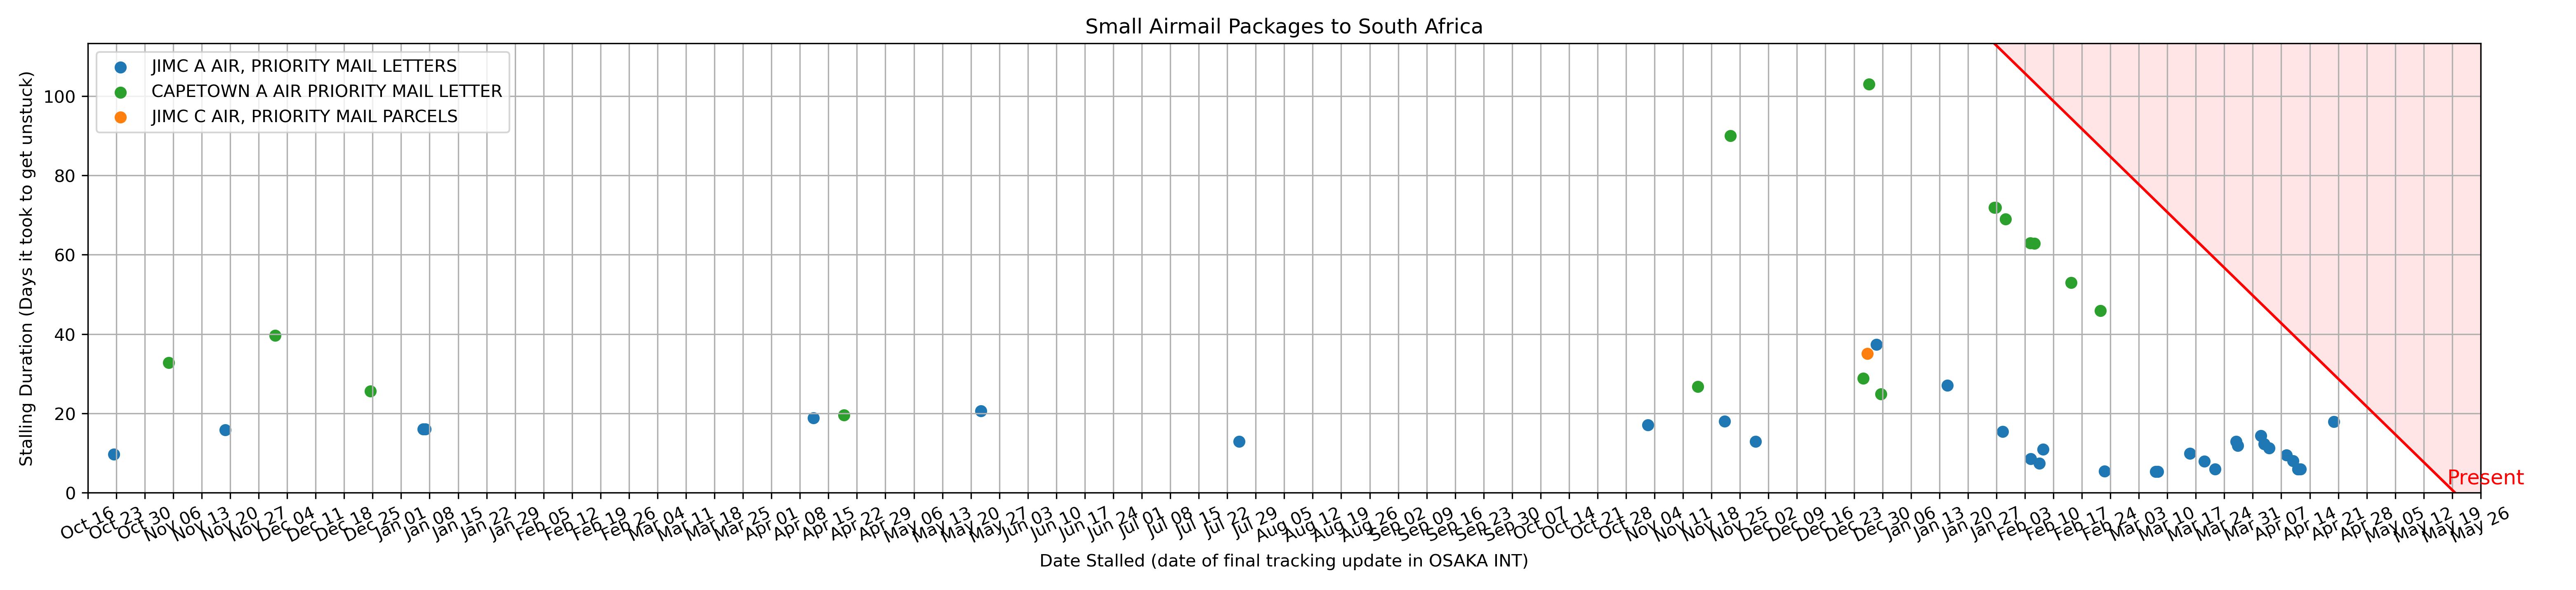 Small Airmail Packages to South Africa
JIMC A AIR, PRIORITY MAIL LETTERS
CAPETOWN A AIR PRIORITY MAIL LETTER
JIMC C AIR, PRIORITY MAIL PARCELS
Stalling Duration (Days it took to get unstuck)
100
80
60
40
20
0
Present
Oct 16 Oct 23 Oct 30 Nov 06 Nov 13 Nov 20 Nov 27 Dec 04 Dec 11 Dec 18 Dec 25 Jan 01 Jan 08 Jan 15 Jan 22 Jan 29 Feb 05 Feb 12 Feb 19 Feb 26 Mar 04 Mar 11 Mar 18 Mar 25 Apr 01 Apr 08 Apr 15 Apr 22 Apr 29 May 06 May 13 May 20 May 27 Jun 03 Jun 10 Jun 17 Jun 24 Jul 01 Jul 08 Jul 15 Jul 22 Jul 29 Aug 05 Aug 12 Aug 19 Aug 26 Sep 02 Sep 09 Sep 16 Sep 23 Sep 30 Oct 07 Oct 14 Oct 21 Oct 28 Nov 04 Nov 11 Nov 18 Nov 25 Dec 02 Dec 09 Dec 16 Dec 23 Dec 30 Jan 06 Jan 13 Jan 20 Jan 27 Feb 03 Feb 10 Feb 17 Feb 24 Mar 03 Mar 10 Mar 17 Mar 24 Mar 31 Apr 07 Apr 14 Apr 21 Apr 28 May 05 May 12 May 19 May 26
Date Stalled (date of final tracking update in OSAKA INT)